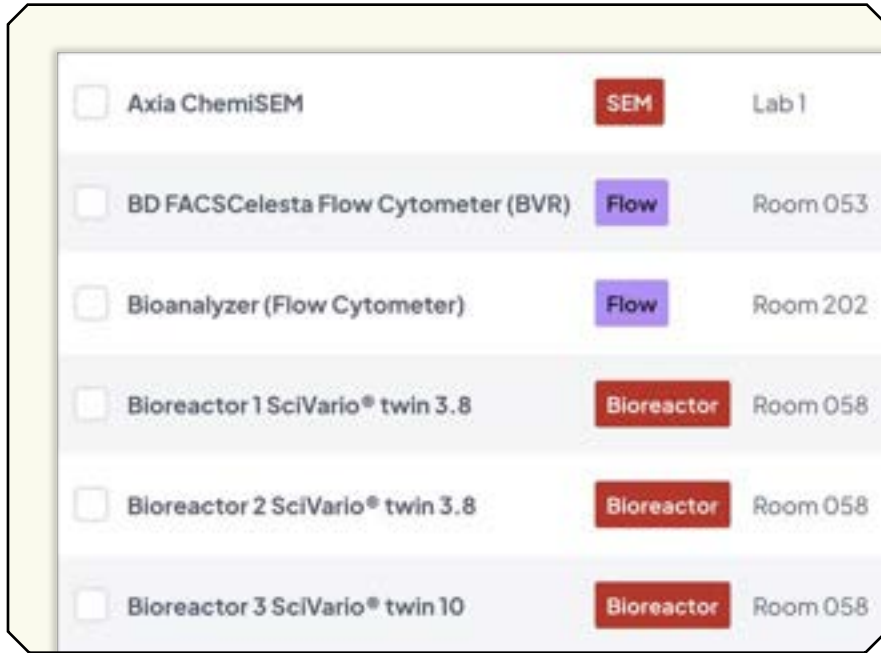 Axia ChemiSEM SEM Lab 1
BD FACSCelesta Flow Cytometer (BVR) Flow Room 053
Bioanalyzer (Flow Cytometer) Flow Room 202
Bioreactor 1 SciVario® twin 3.8 Bioreactor Room 058
Bioreactor 2 SciVario® twin 3.8 Bioreactor Room 058
Bioreactor 3 SciVario® twin 10 Bioreactor Room 058